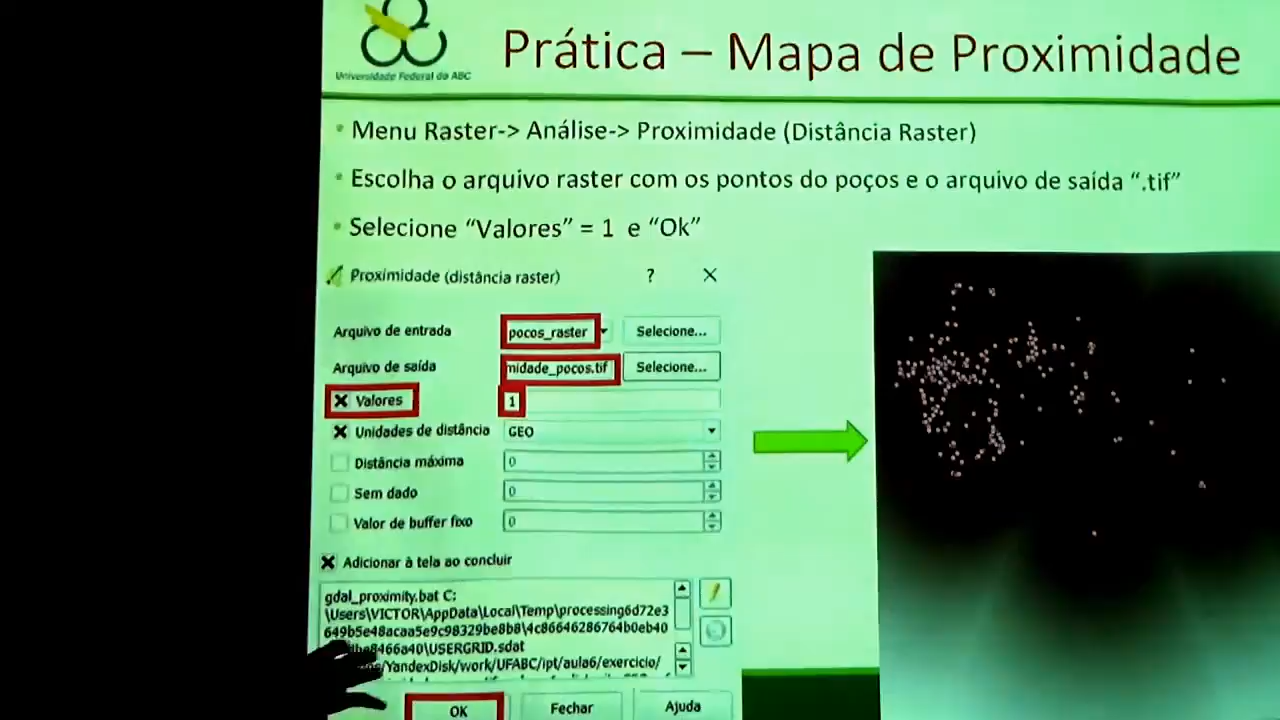 Universidade Federal do ABC
Prática – Mapa de Proximidade
• Menu Raster-> Análise-> Proximidade (Distância Raster)
• Escolha o arquivo raster com os pontos do poços e o arquivo de saída “.tif”
• Selecione “Valores” = 1 e “Ok”
Proximidade (distância raster) ? X
Arquivo de entrada pocos_raster Selecione...
Arquivo de saída midade_pocos.tif Selecione...
Valores 1
Unidades de distância GEO
Distância máxima 0
Sem dado 0
Valor de buffer fixo 0
Adicionar à tela ao concluir
gdal_proximity.bat C:
\Users\VICTOR\AppData\Local\Temp\processing6d72e3
649b5e48acaa5e9c98329be8b8\4c86646286764b0eb40
8466a40\USERGRID.sdat
/YandexDisk/work/UFABC/ipt/aula6/exercicio/
OK Fechar Ajuda